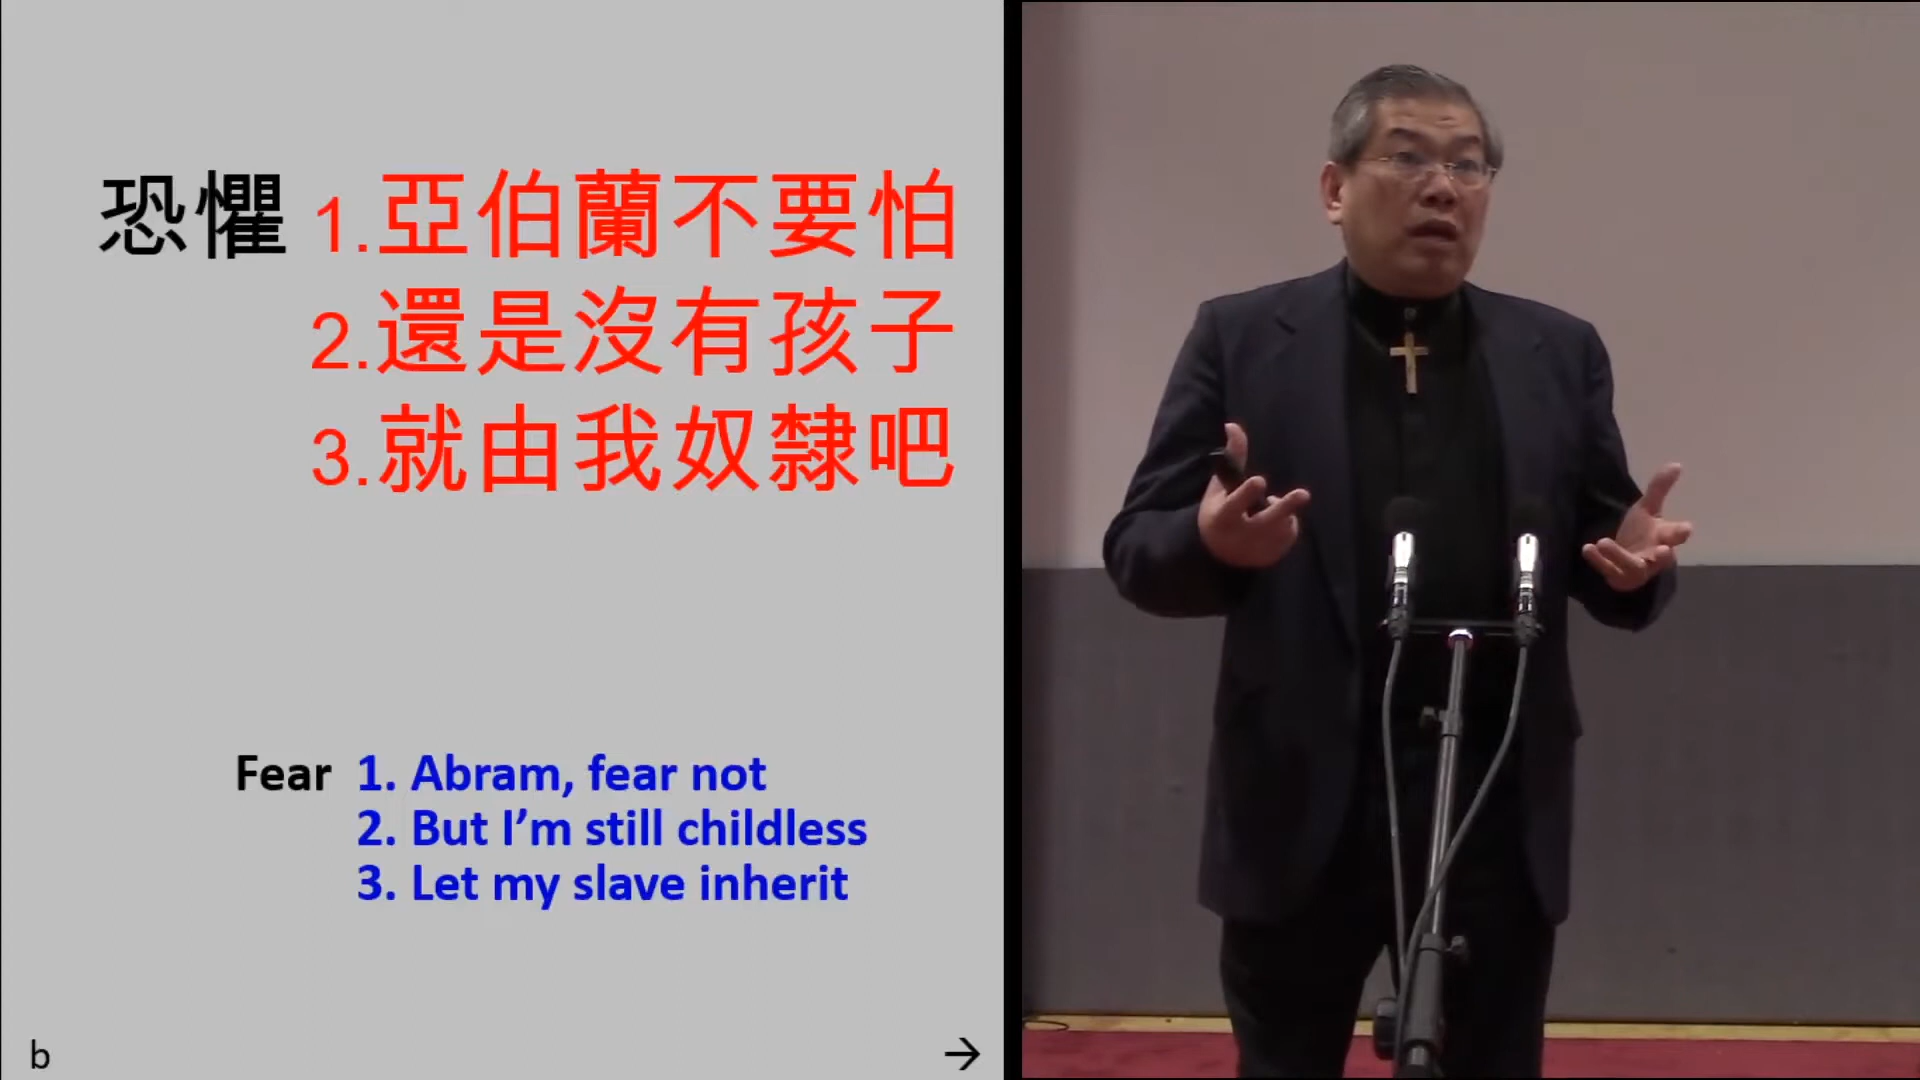 恐懼 1.亞伯蘭不要怕
2.還是沒有孩子
3.就由我奴隸吧
Fear 1. Abram, fear not
2. But I’m still childless
3. Let my slave inherit
b →